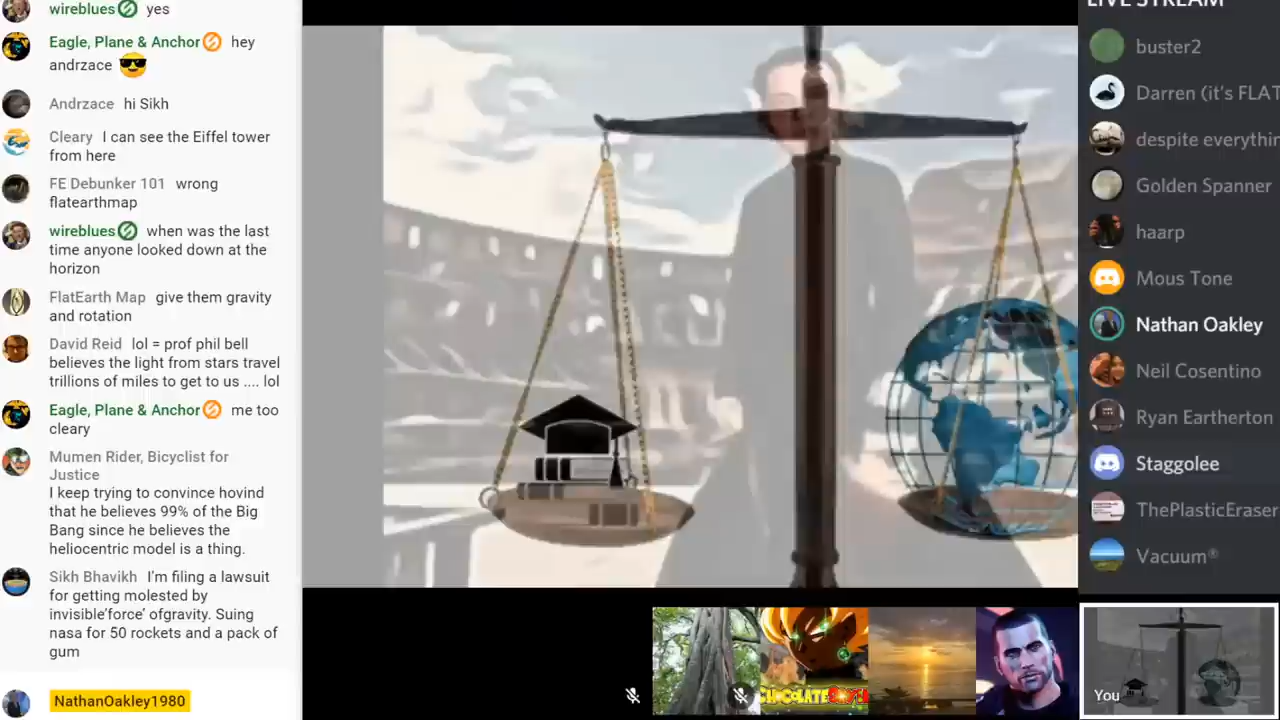 wireblues yes
Eagle, Plane & Anchor hey
andrzace
Andrzace hi Sikh
Cleary I can see the Eiffel tower
from here
FE Debunker 101 wrong
flatearthmap
wireblues when was the last
time anyone looked down at the
horizon
FlatEarth Map give them gravity
and rotation
David Reid lol = prof phil bell
believes the light from stars travel
trillions of miles to get to us .... lol
Eagle, Plane & Anchor me too
cleary
Mumen Rider, Bicyclist for
Justice
I keep trying to convince hovind
that he believes 99% of the Big
Bang since he believes the
heliocentric model is a thing.
Sikh Bhavikh I'm filing a lawsuit
for getting molested by
invisible'force' ofgravity. Suing
nasa for 50 rockets and a pack of
gum
NathanOakley1980
LIVE STREAM
buster2
Darren (it's FLAT
despite everythin
Golden Spanner
haarp
Mous Tone
Nathan Oakley
Neil Cosentino
Ryan Eartherton
Staggolee
ThePlasticEraser
Vacuum®
You